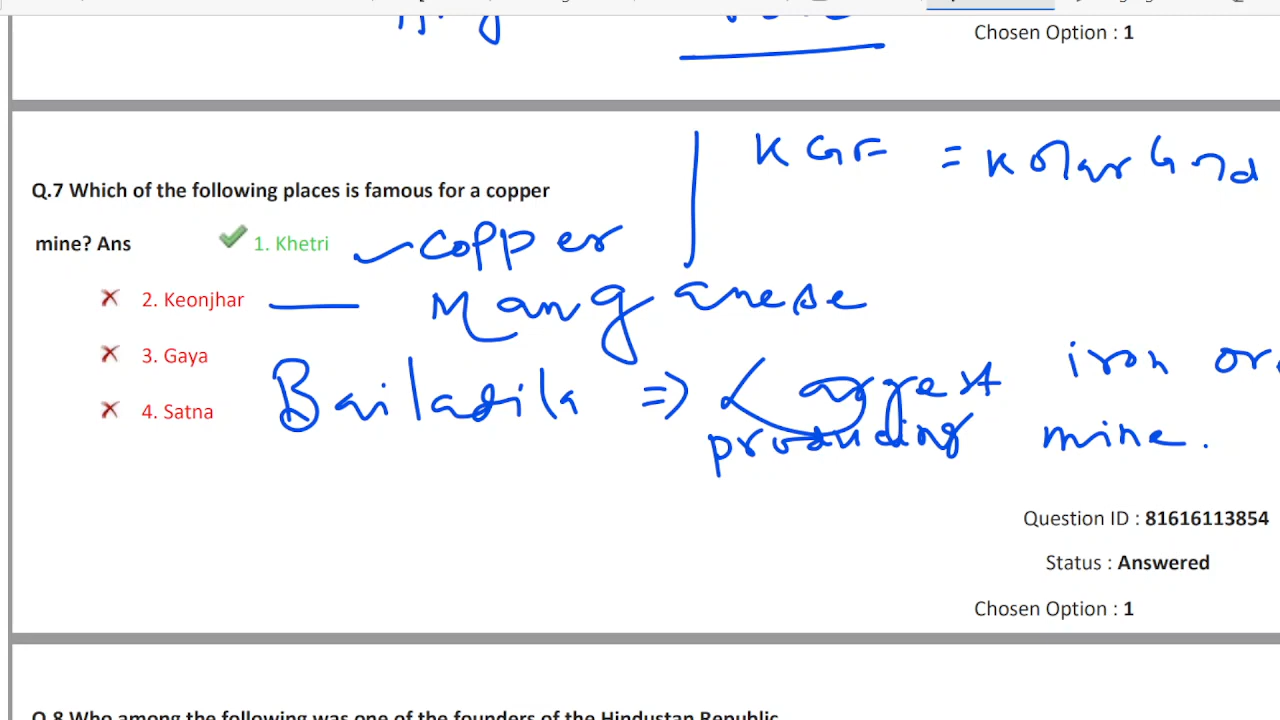 Chosen Option : 1
KGF = Kolar Gold
Q.7 Which of the following places is famous for a copper
mine? Ans 1. Khetri copper
2. Keonjhar Manganese
3. Gaya
4. Satna Bailadila => Largest iron ore
producing mine.
Question ID : 81616113854
Status : Answered
Chosen Option : 1
Q.8 Who among the following was one of the founders of the Hindustan Republic